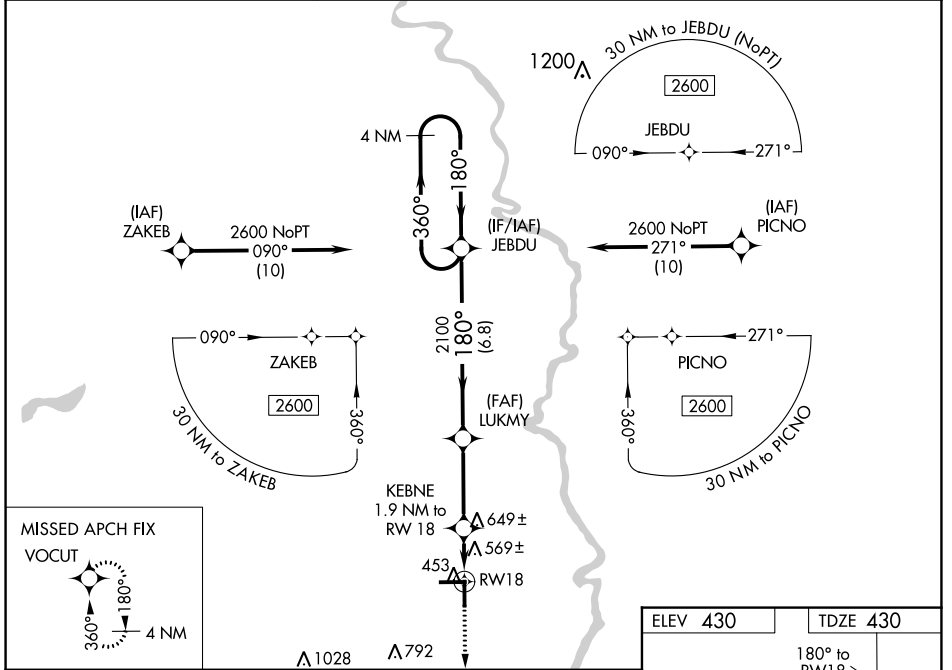 30 NM to JEBDU (NoPT)
1200
2600
JEBDU
090°
271°
4 NM
360°
180°
(IAF)
ZAKEB
2600 NoPT
090°
(10)
(IF/IAF)
JEBDU
2600 NoPT
271°
(10)
(IAF)
PICNO
2100
180°
(6.8)
090°
ZAKEB
2600
360°
30 NM to ZAKEB
271°
PICNO
2600
360°
30 NM to PICNO
(FAF)
LUKMY
KEBNE
1.9 NM to
RW 18
649±
569±
453
RW18
MISSED APCH FIX
VOCUT
360°
180°
4 NM
1028
792
ELEV 430
TDZE 430
180° to
RW18